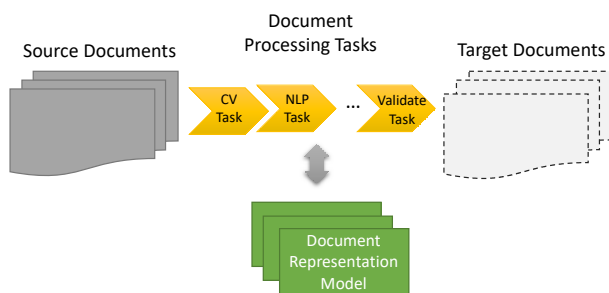 Document
Processing Tasks
Source Documents
Target Documents
CV
Task
NLP
Task
...
Validate
Task
Document
Representation
Model